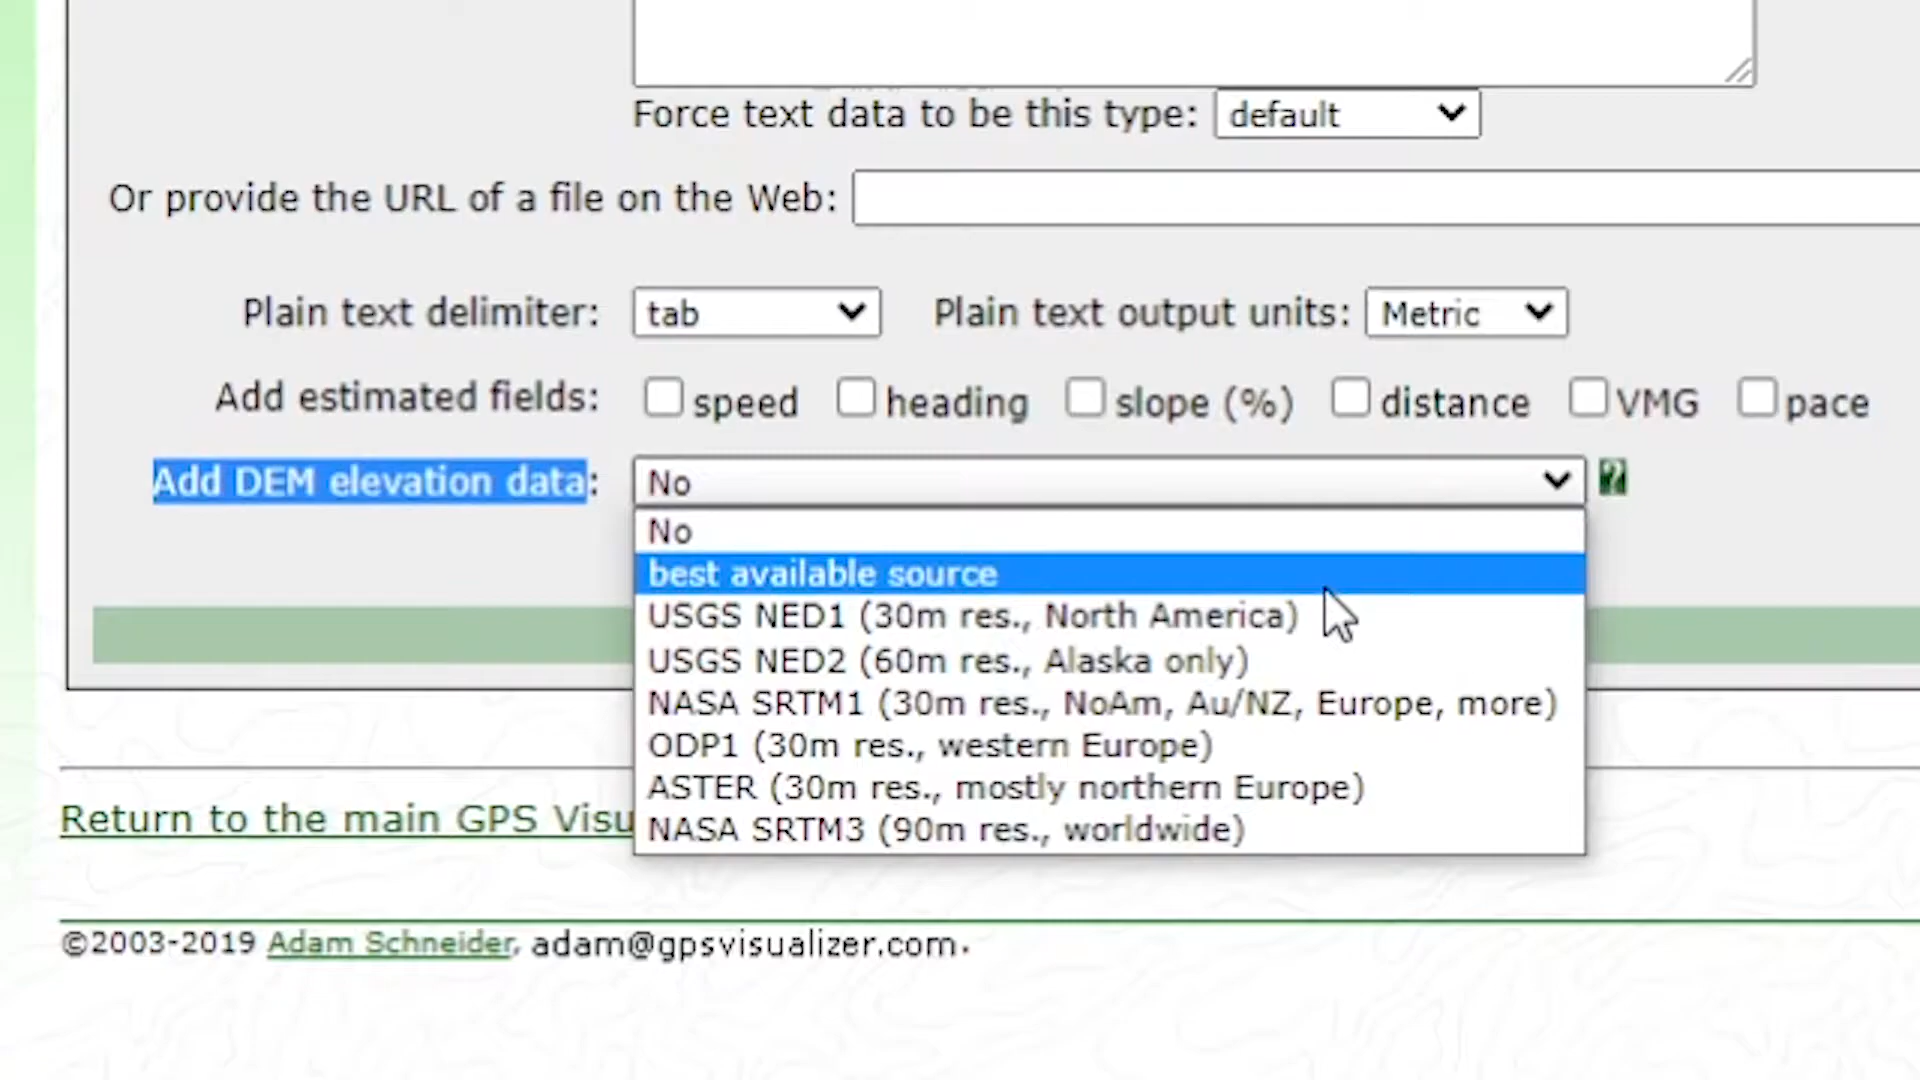 Force text data to be this type: default
Or provide the URL of a file on the Web:
Plain text delimiter: tab Plain text output units: Metric
Add estimated fields: speed heading slope (%) distance VMG pace
Add DEM elevation data: No ?
No
best available source
USGS NED1 (30m res., North America)
USGS NED2 (60m res., Alaska only)
NASA SRTM1 (30m res., NoAm, Au/NZ, Europe, more)
ODP1 (30m res., western Europe)
ASTER (30m res., mostly northern Europe)
NASA SRTM3 (90m res., worldwide)
Return to the main GPS Visu
©2003-2019 Adam Schneider, adam@gpsvisualizer.com.